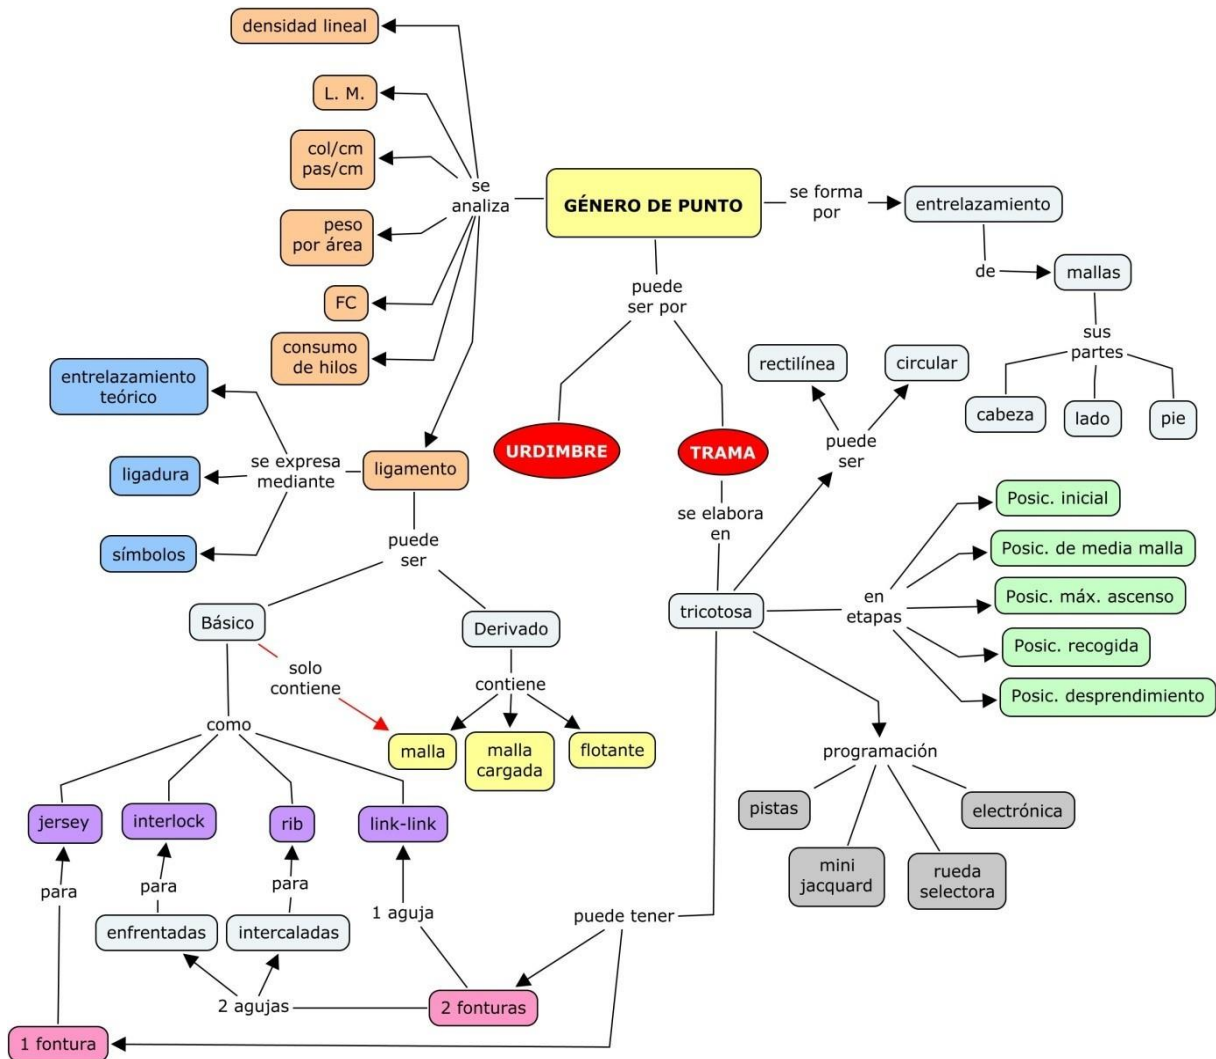 densidad lineal
L. M.
col/cm
pas/cm
se
analiza
peso
por área
FC
consumo
de hilos
GÉNERO DE PUNTO
se forma
por
entrelazamiento
de
mallas
sus
partes
cabeza
lado
pie
puede
ser por
rectilínea
circular
puede
ser
URDIMBRE
TRAMA
se elabora
en
entrelazamiento
teórico
ligadura
símbolos
se expresa
mediante
ligamento
puede
ser
Básico
Derivado
solo
contiene
contiene
malla
malla
cargada
flotante
como
jersey
interlock
rib
link-link
para
para
para
1 aguja
enfrentadas
intercaladas
2 agujas
2 fonturas
1 fontura
puede tener
tricotosa
en
etapas
Posic. inicial
Posic. de media malla
Posic. máx. ascenso
Posic. recogida
Posic. desprendimiento
programación
pistas
mini
jacquard
rueda
selectora
electrónica